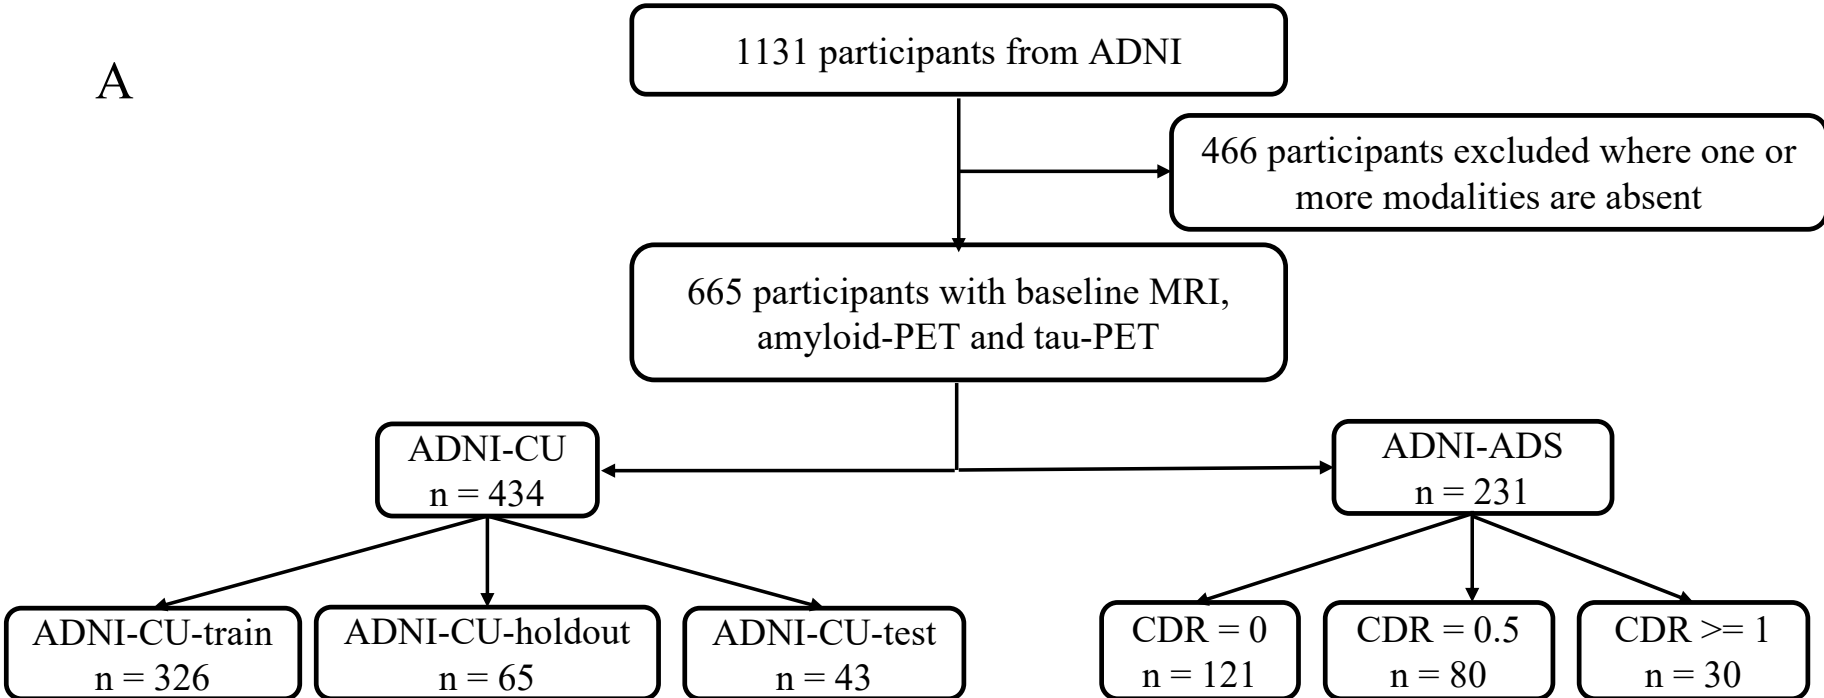 A
1131 participants from ADNI
466 participants excluded where one or
more modalities are absent
665 participants with baseline MRI,
amyloid-PET and tau-PET
ADNI-CU
n = 434
ADNI-ADS
n = 231
ADNI-CU-train
n = 326
ADNI-CU-holdout
n = 65
ADNI-CU-test
n = 43
CDR = 0
n = 121
CDR = 0.5
n = 80
CDR >= 1
n = 30